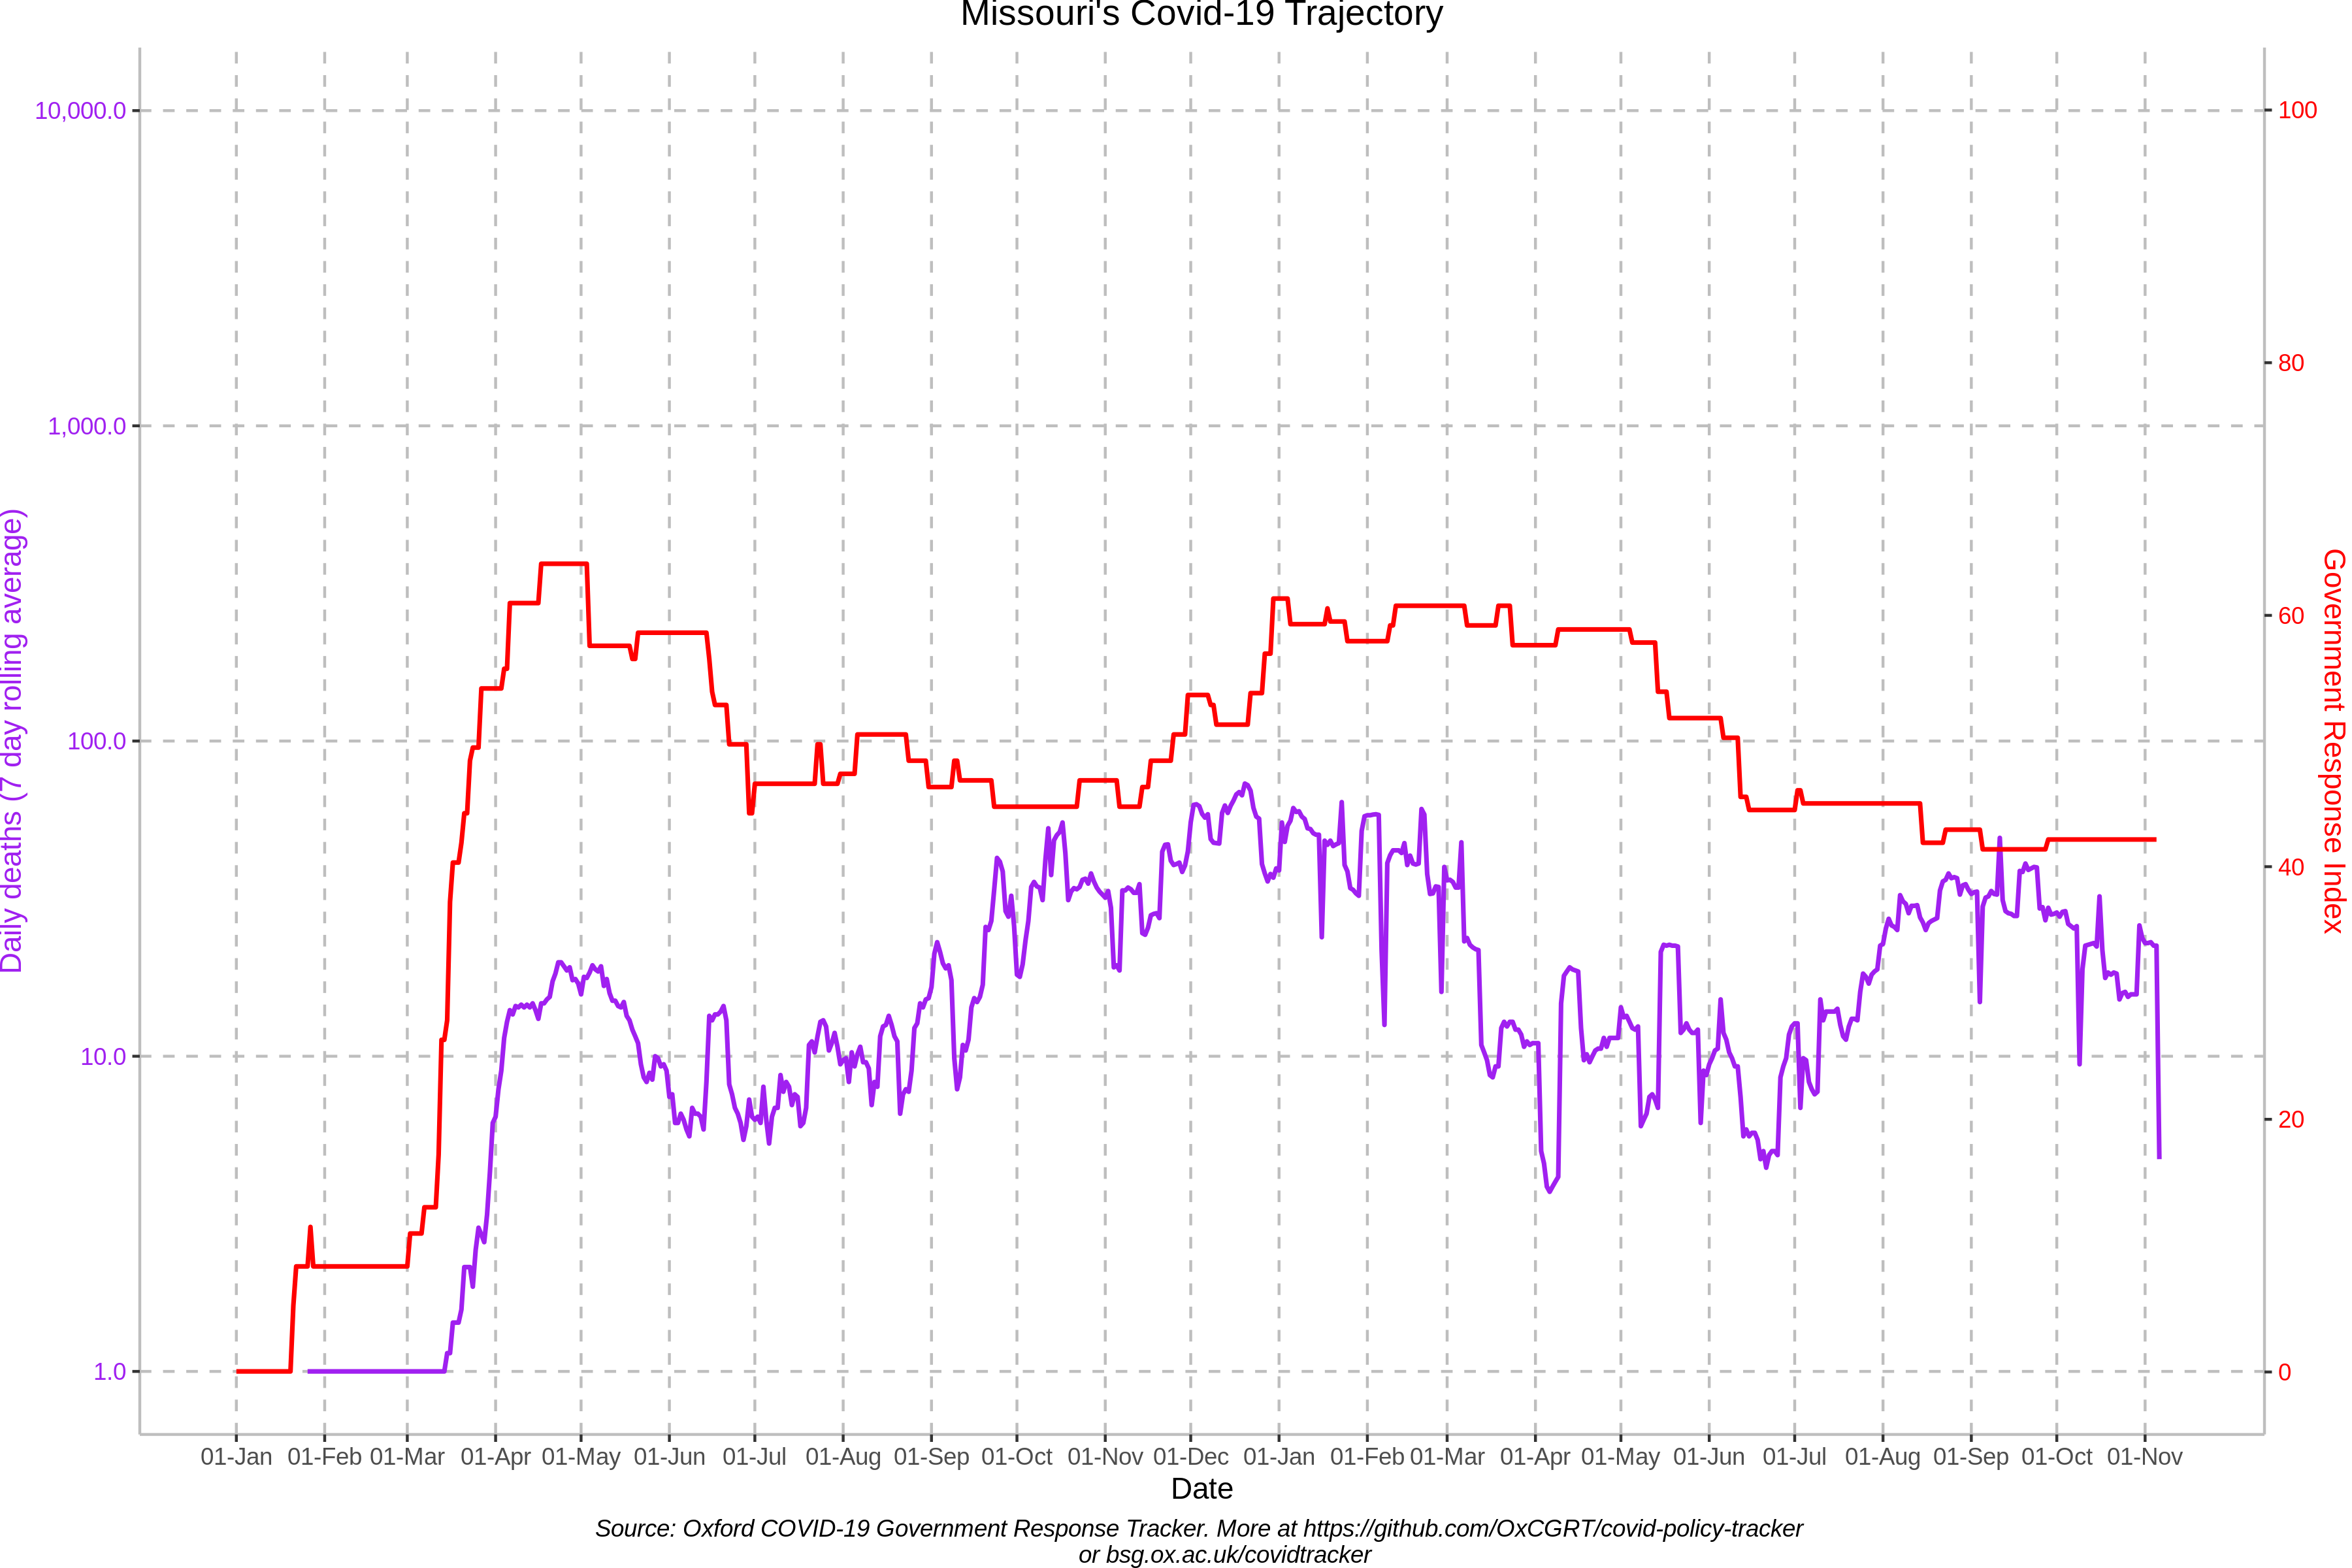 Missouri's Covid-19 Trajectory
10,000.0
1,000.0
100.0
10.0
1.0
Daily deaths (7 day rolling average)
100
80
60
40
20
0
Government Response Index
01-Jan 01-Feb 01-Mar 01-Apr 01-May 01-Jun 01-Jul 01-Aug 01-Sep 01-Oct 01-Nov 01-Dec 01-Jan 01-Feb 01-Mar 01-Apr 01-May 01-Jun 01-Jul 01-Aug 01-Sep 01-Oct 01-Nov
Date
Source: Oxford COVID-19 Government Response Tracker. More at https://github.com/OxCGRT/covid-policy-tracker
or bsg.ox.ac.uk/covidtracker